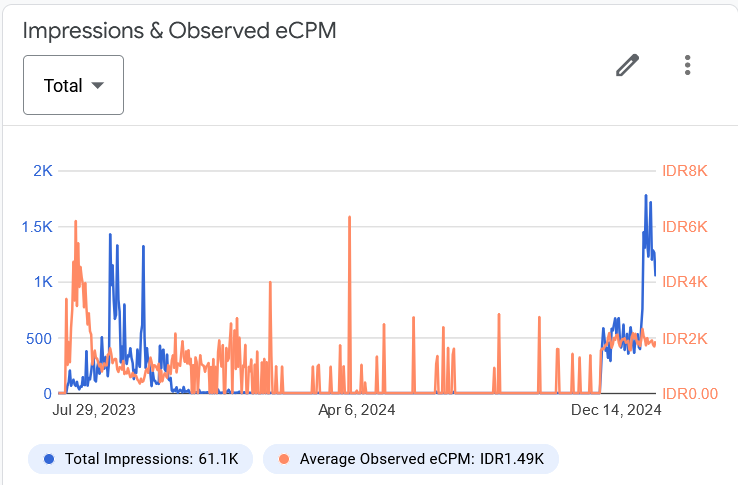 Impressions & Observed eCPM
Total
2K
IDR8K
1.5K
IDR6K
1K
IDR4K
500
IDR2K
0
IDR0.00
Jul 29, 2023
Apr 6, 2024
Dec 14, 2024
Total Impressions: 61.1K
Average Observed eCPM: IDR1.49K